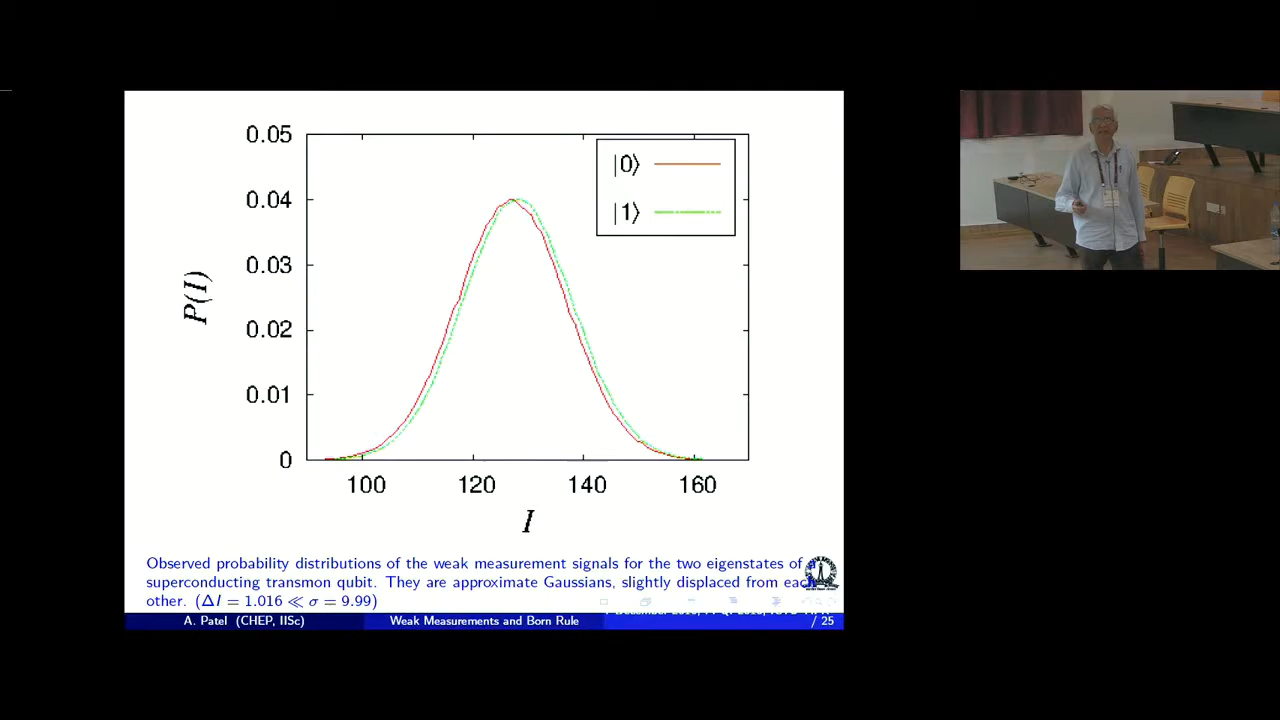 0.05
0.04
0.03
0.02
0.01
0
P(I)
|0⟩
|1⟩
100 120 140 160
I
Observed probability distributions of the weak measurement signals for the two eigenstates of a
superconducting transmon qubit. They are approximate Gaussians, slightly displaced from each
other. (ΔI = 1.016 ≪ σ = 9.99)
A. Patel (CHEP, IISc) Weak Measurements and Born Rule / 25